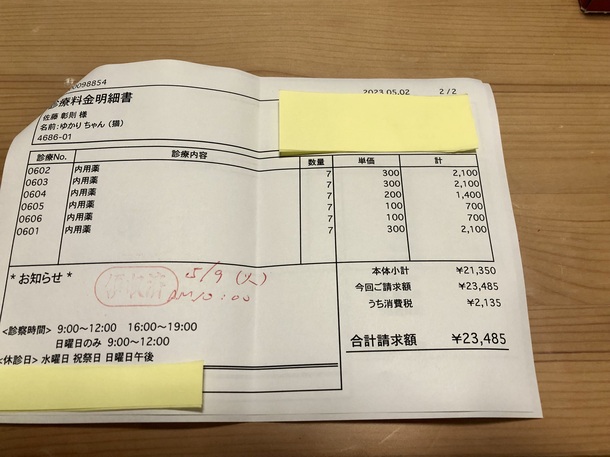 0098854
診療料金明細書
2023.05.02 2/2
佐藤 彰則 様
名前:ゆかりちゃん (猫)
4686-01
診療No. 診療内容 数量 単価 計
0602 内用薬 7 300 2,100
0603 内用薬 7 300 2,100
0604 内用薬 7 200 1,400
0605 内用薬 7 100 700
0606 内用薬 7 100 700
0601 内用薬 7 300 2,100
* お知らせ *
5/9 (火)
AM10:00
本体小計 ¥21,350
今回ご請求額 ¥23,485
うち消費税 ¥2,135
合計請求額 ¥23,485
<診察時間> 9:00~12:00 16:00~19:00
日曜日のみ 9:00~12:00
<休診日> 水曜日 祝祭日 日曜日午後